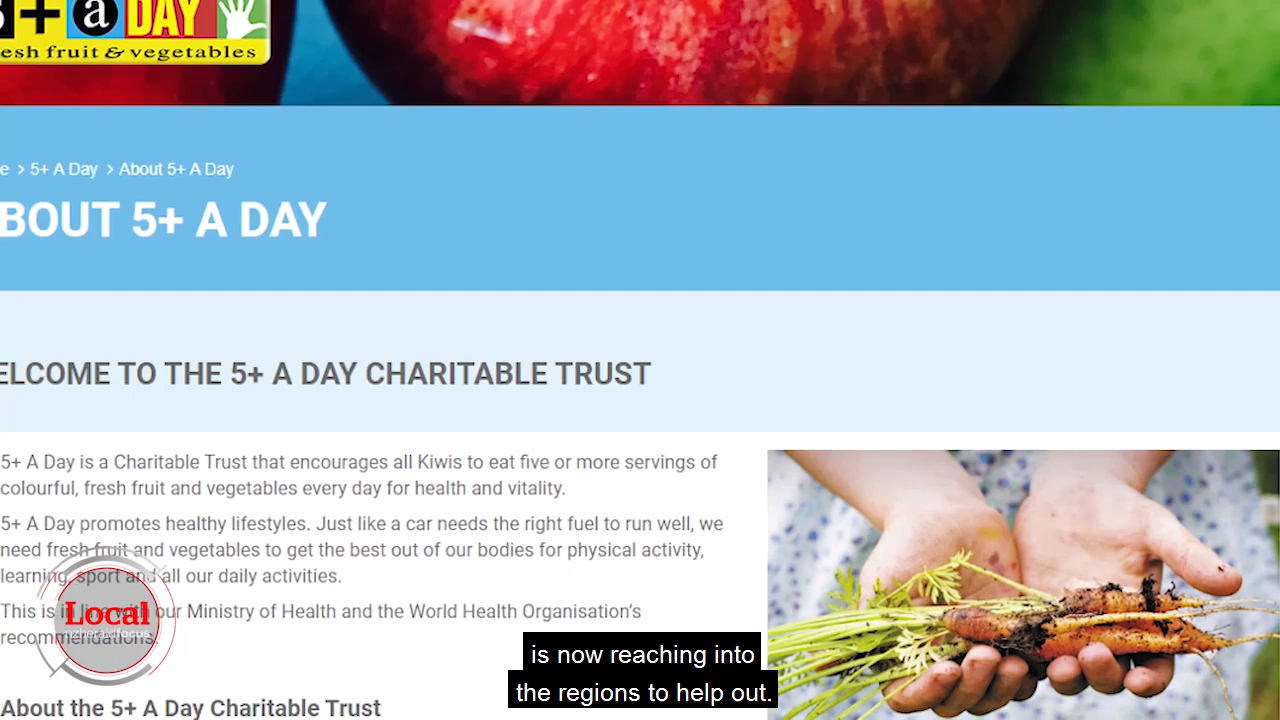 + a DAY
esh fruit & vegetables
e > 5+ A Day > About 5+ A Day
BOUT 5+ A DAY
ELCOME TO THE 5+ A DAY CHARITABLE TRUST
5+ A Day is a Charitable Trust that encourages all Kiwis to eat five or more servings of
colourful, fresh fruit and vegetables every day for health and vitality.
5+ A Day promotes healthy lifestyles. Just like a car needs the right fuel to run well, we
need fresh fruit and vegetables to get the best out of our bodies for physical activity,
learning, sport and all our daily activities.
This is in line with our Ministry of Health and the World Health Organisation's
recommendations.
Local
nzheraldfocus
About the 5+ A Day Charitable Trust
is now reaching into
the regions to help out.